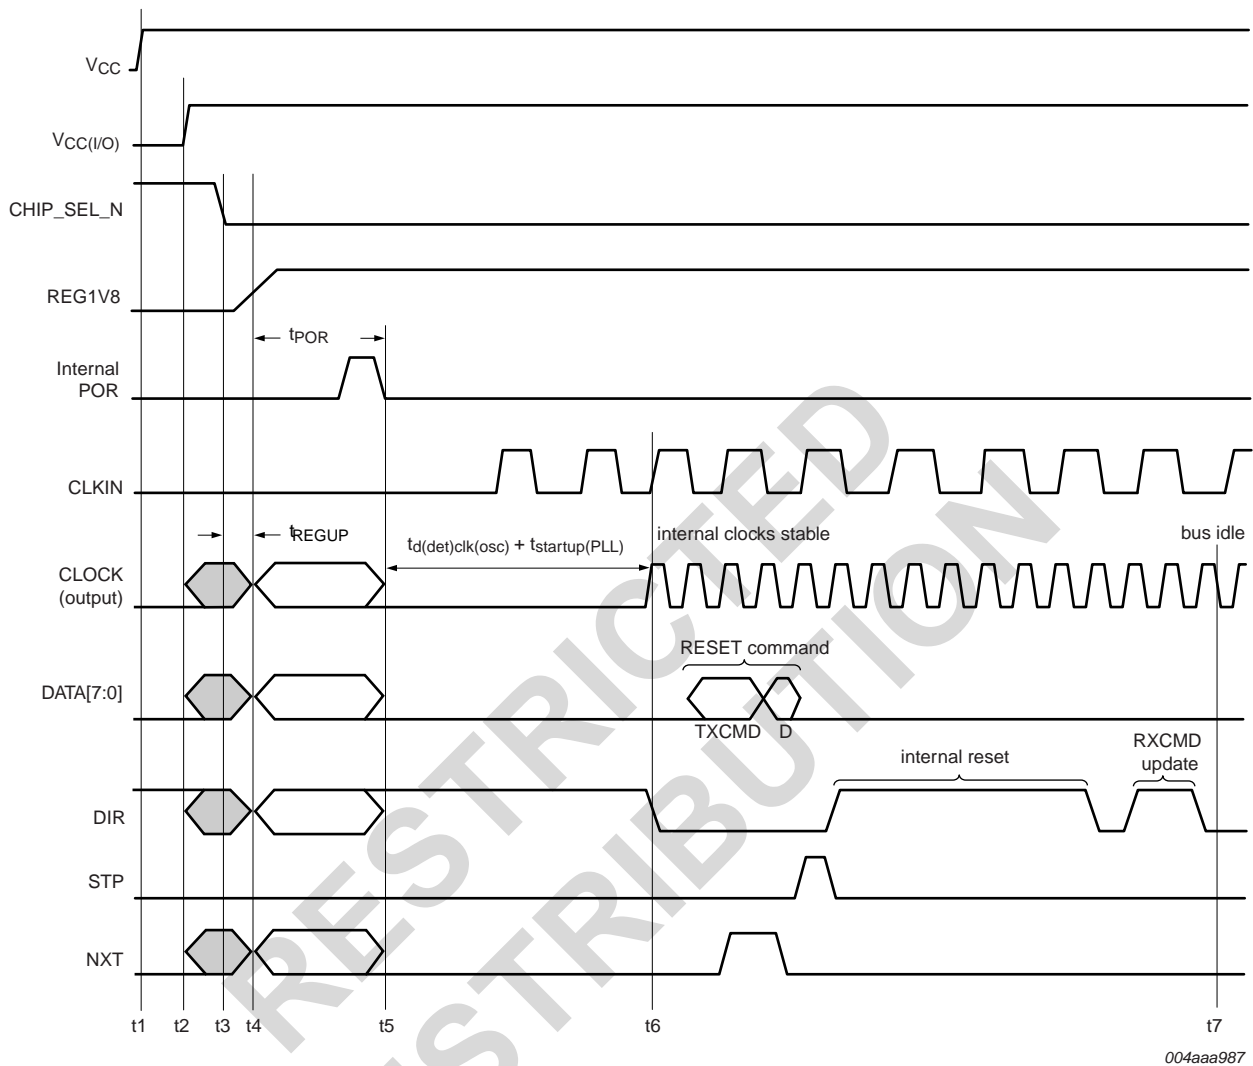 VCC
VCC(I/O)
CHIP_SEL_N
REG1V8
tPOR
Internal
POR
CLKIN
tREGUP
td(det)clk(osc) + tstartup(PLL)
internal clocks stable
bus idle
CLOCK
(output)
RESET command
DATA[7:0]
TXCMD D
RXCMD
update
internal reset
DIR
STP
NXT
t1 t2 t3 t4 t5 t6 t7
004aaa987
RESTRICTED
DISTRIBUTION